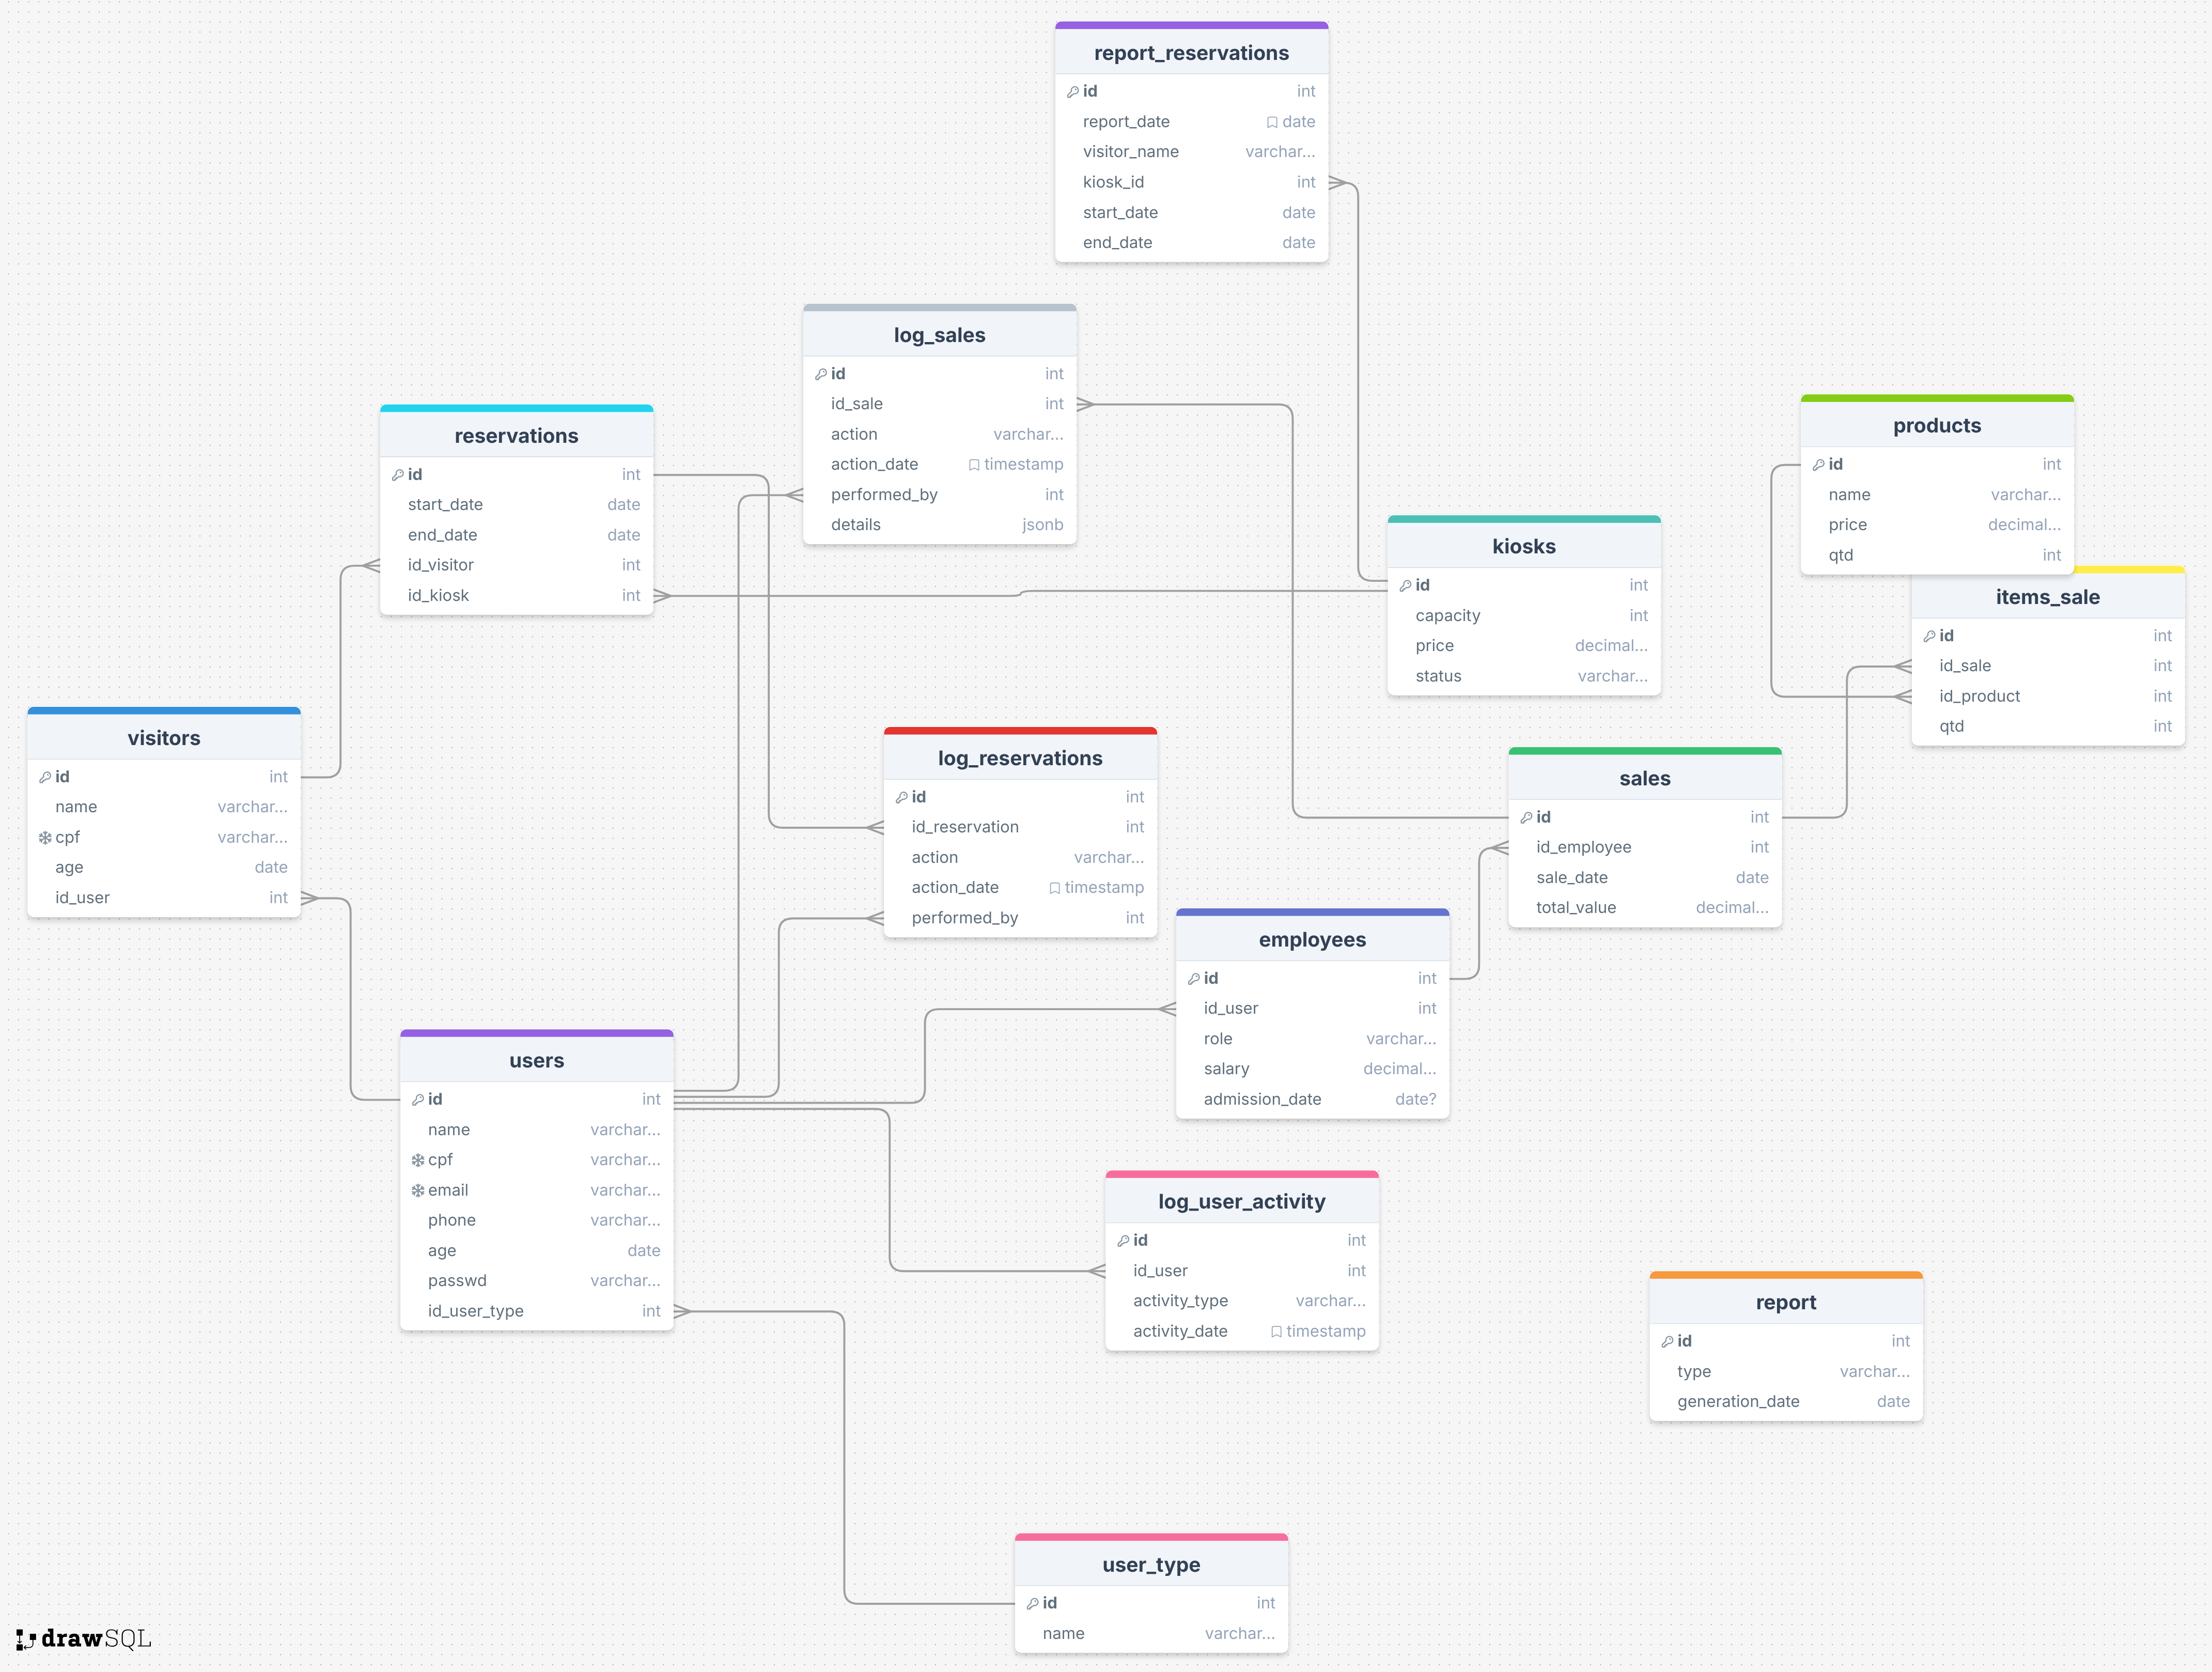 report_reservations
id int
report_date date
visitor_name varchar...
kiosk_id int
start_date date
end_date date
log_sales
id int
id_sale int
action varchar...
action_date timestamp
performed_by int
details jsonb
reservations
id int
start_date date
end_date date
id_visitor int
id_kiosk int
products
id int
name varchar...
price decimal...
qtd int
kiosks
id int
capacity int
price decimal...
status varchar...
items_sale
id int
id_sale int
id_product int
qtd int
visitors
id int
name varchar...
cpf varchar...
age date
id_user int
log_reservations
id int
id_reservation int
action varchar...
action_date timestamp
performed_by int
sales
id int
id_employee int
sale_date date
total_value decimal...
employees
id int
id_user int
role varchar...
salary decimal...
admission_date date?
users
id int
name varchar...
cpf varchar...
email varchar...
phone varchar...
age date
passwd varchar...
id_user_type int
log_user_activity
id int
id_user int
activity_type varchar...
activity_date timestamp
report
id int
type varchar...
generation_date date
user_type
id int
name varchar...
drawSQL